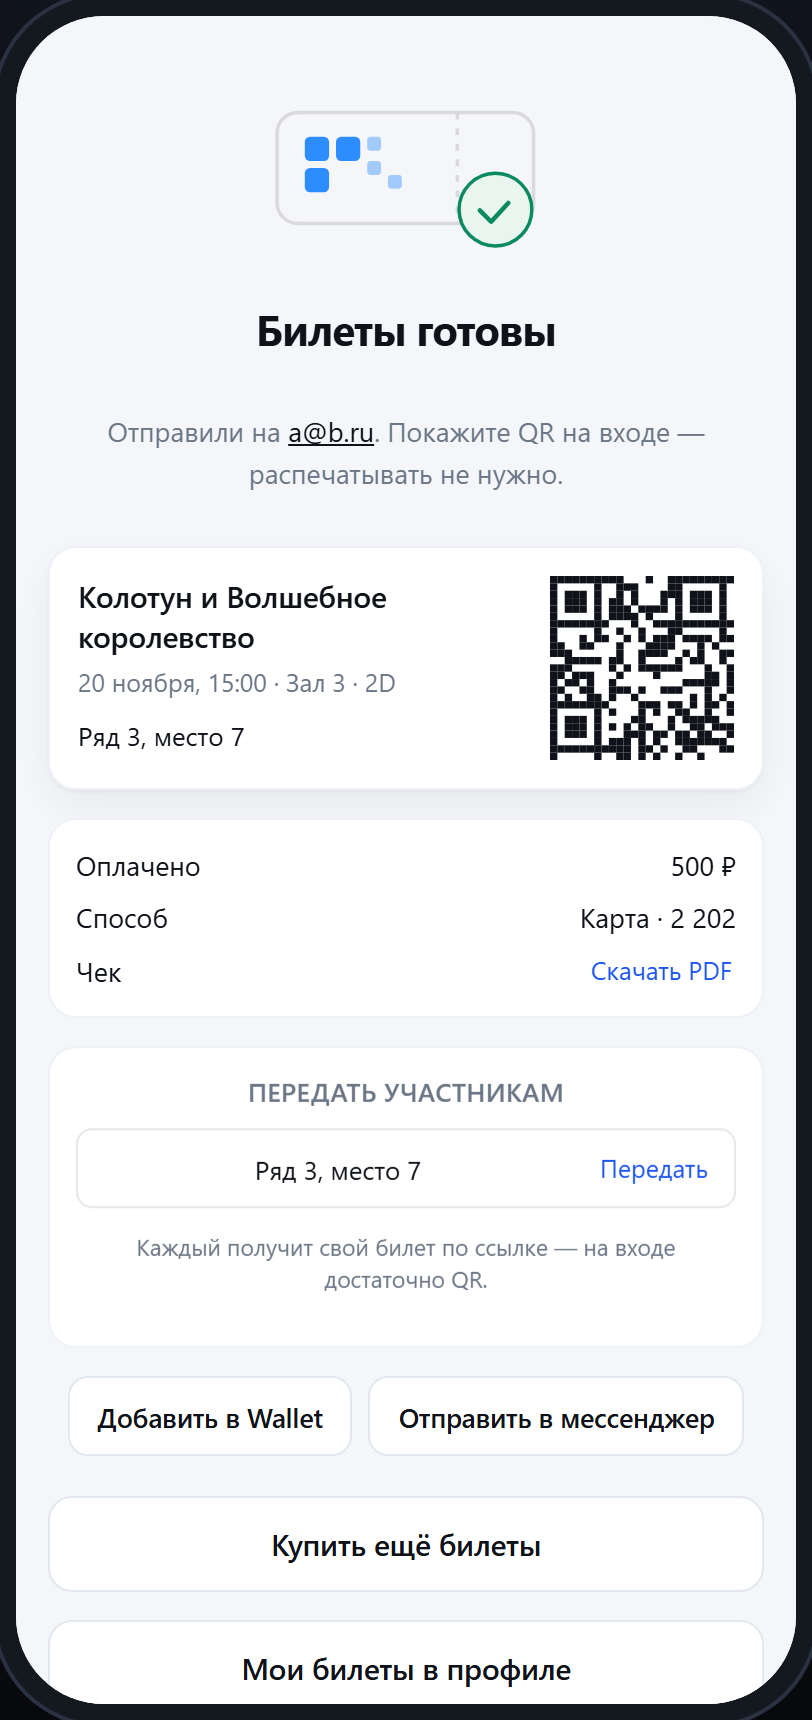 Билеты готовы
Отправили на a@b.ru. Покажите QR на входе —
распечатывать не нужно.
Колотун и Волшебное
королевство
20 ноября, 15:00 · Зал 3 · 2D
Ряд 3, место 7
Оплачено 500 ₽
Способ Карта · 2 202
Чек Скачать PDF
ПЕРЕДАТЬ УЧАСТНИКАМ
Ряд 3, место 7 Передать
Каждый получит свой билет по ссылке — на входе
достаточно QR.
Добавить в Wallet Отправить в мессенджер
Купить ещё билеты
Мои билеты в профиле